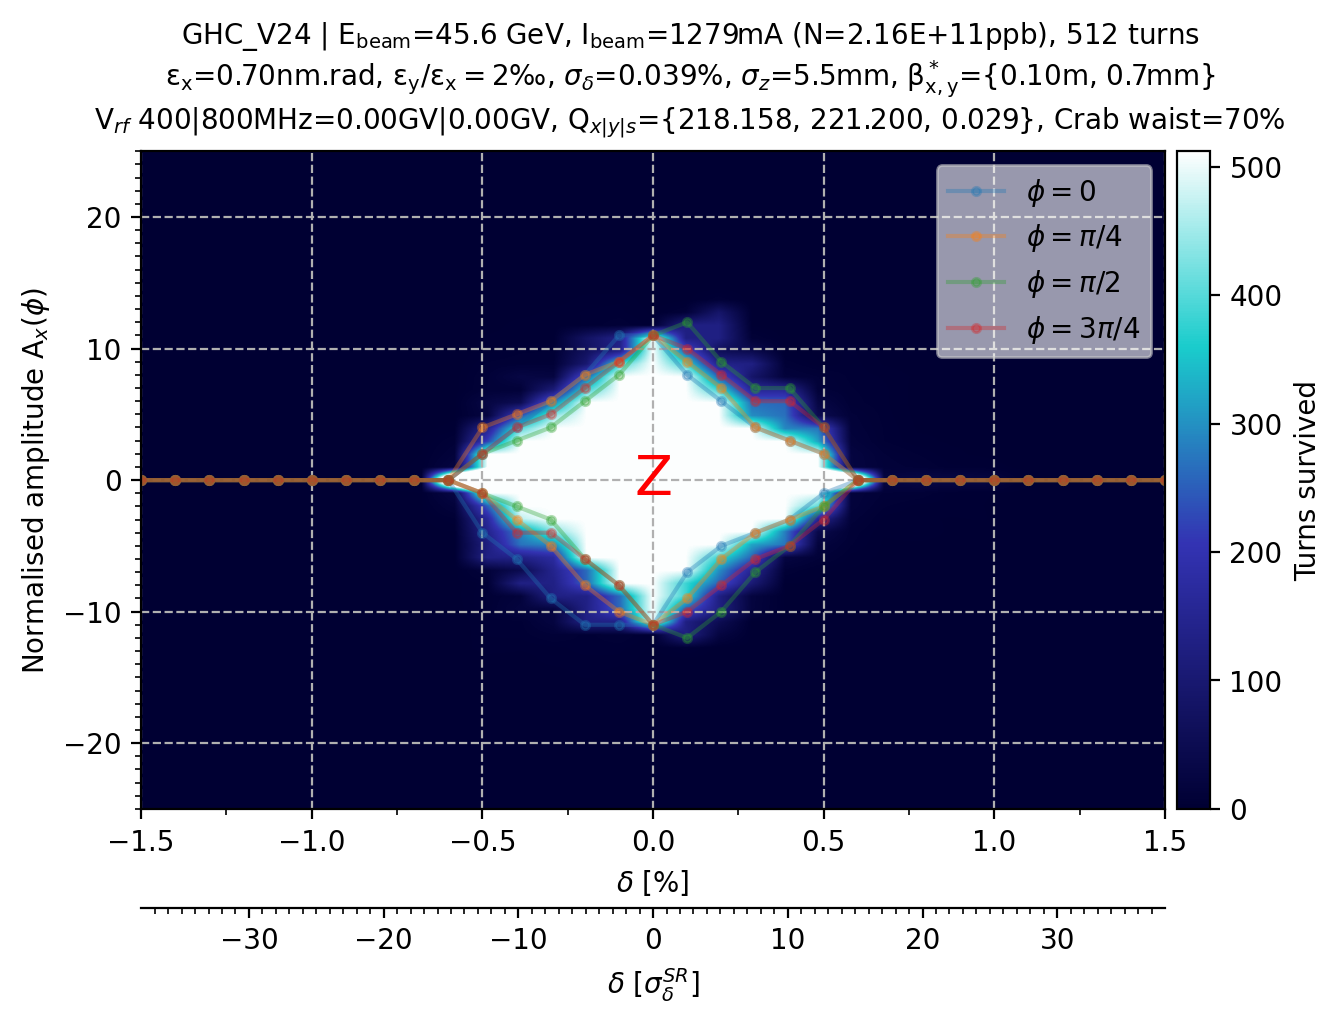 GHC_V24 | E_beam=45.6 GeV, I_beam=1279mA (N=2.16E+11ppb), 512 turns
ε_x=0.70nm.rad, ε_y/ε_x = 2‰, σ_δ=0.039%, σ_z=5.5mm, β*_x,y={0.10m, 0.7mm}
V_rf 400|800MHz=0.00GV|0.00GV, Q_x|y|s={218.158, 221.200, 0.029}, Crab waist=70%
Normalised amplitude A_x(ϕ)
20
10
0
−10
−20
ϕ = 0
ϕ = π/4
ϕ = π/2
ϕ = 3π/4
Z
500
400
300
200
100
0
Turns survived
−1.5 −1.0 −0.5 0.0 0.5 1.0 1.5
δ [%]
−30 −20 −10 0 10 20 30
δ [σ_δ^SR]